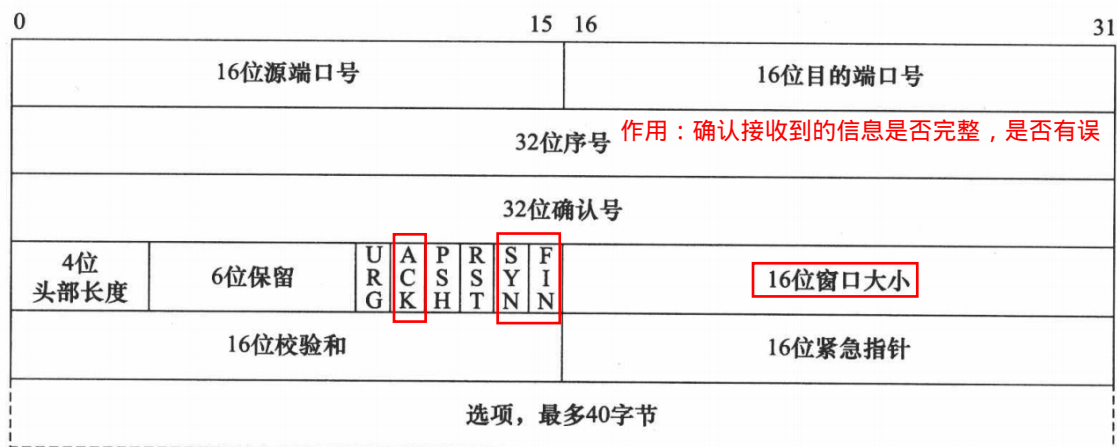 0 15 16 31
16位源端口号 16位目的端口号
32位序号 作用：确认接收到的信息是否完整，是否有误
32位确认号
4位头部长度 6位保留 URG ACK PSH RST SYN FIN 16位窗口大小
16位校验和 16位紧急指针
选项，最多40字节